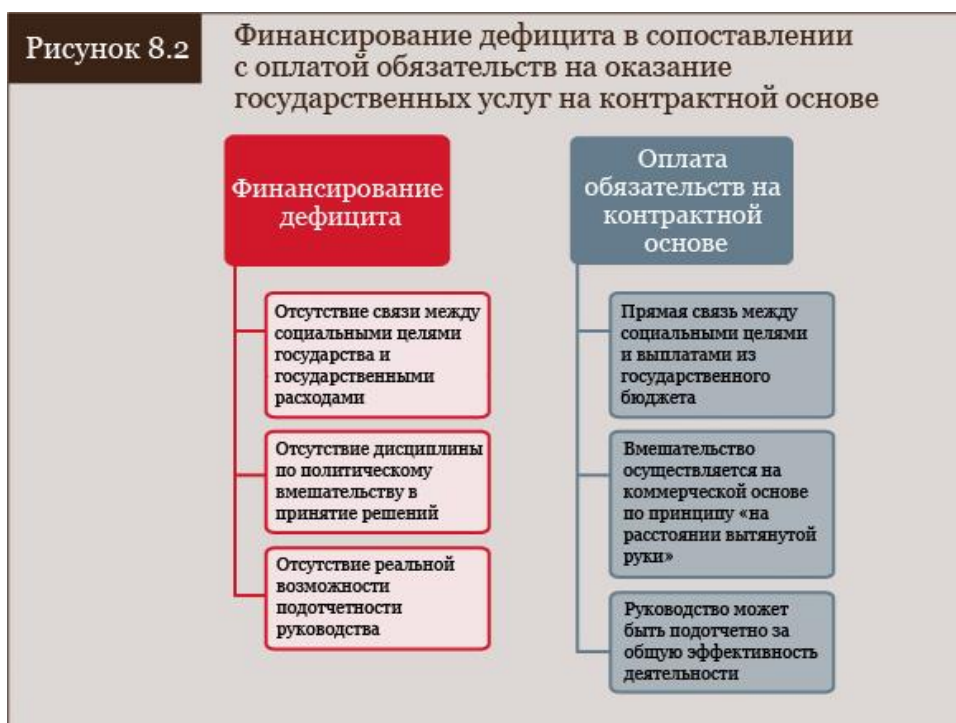 Рисунок 8.2
Финансирование дефицита в сопоставлении
с оплатой обязательств на оказание
государственных услуг на контрактной основе
Финансирование
дефицита
Отсутствие связи между
социальными целями
государства и
государственными
расходами
Отсутствие дисциплины
по политическому
вмешательству в
принятие решений
Отсутствие реальной
возможности
подотчетности
руководства
Оплата
обязательств на
контрактной
основе
Прямая связь между
социальными целями
и выплатами из
государственного
бюджета
Вмешательство
осуществляется на
коммерческой основе
по принципу «на
расстоянии вытянутой
руки»
Руководство может
быть подотчетно за
общую эффективность
деятельности